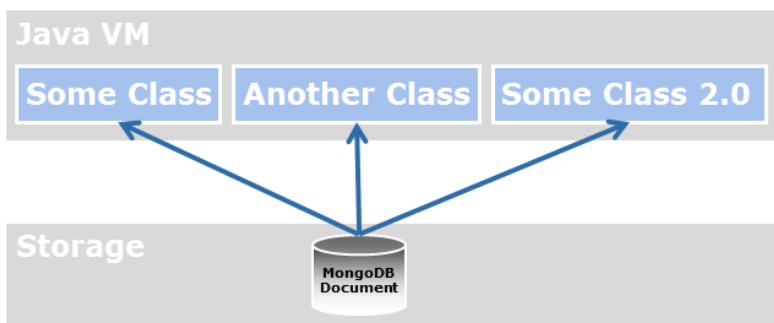 Java VM
Some Class
Another Class
Some Class 2.0
Storage
MongoDB
Document